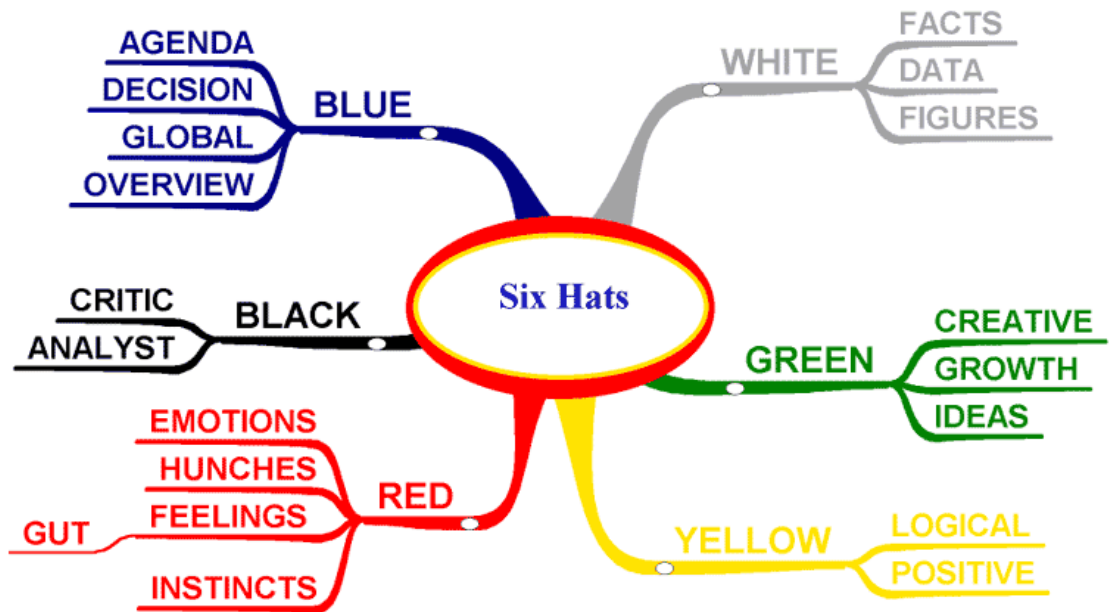 Six Hats
WHITE
FACTS
DATA
FIGURES
GREEN
CREATIVE
GROWTH
IDEAS
YELLOW
LOGICAL
POSITIVE
RED
EMOTIONS
HUNCHES
FEELINGS
GUT
INSTINCTS
BLACK
CRITIC
ANALYST
BLUE
AGENDA
DECISION
GLOBAL
OVERVIEW